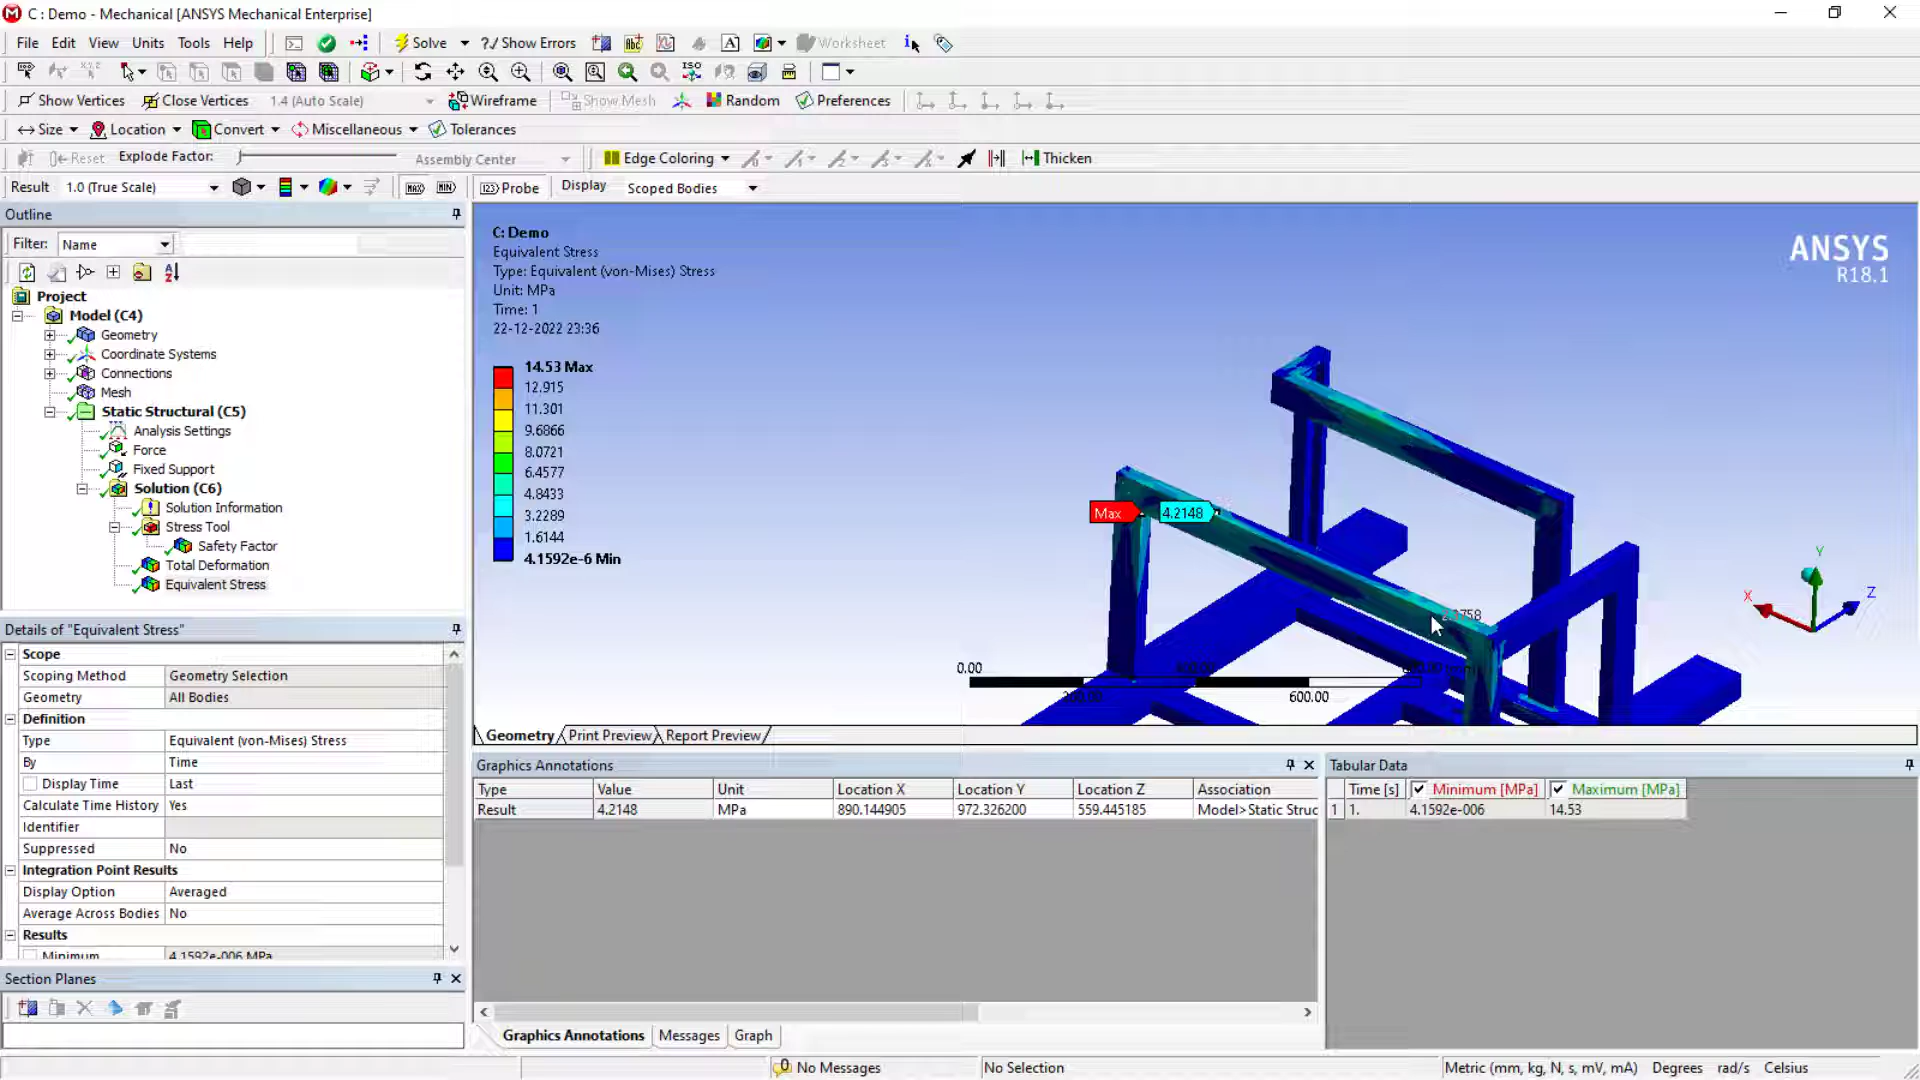 C : Demo - Mechanical [ANSYS Mechanical Enterprise]
File Edit View Units Tools Help Solve ?/ Show Errors Worksheet
Show Vertices Close Vertices 1.4 (Auto Scale) Wireframe Show Mesh Random Preferences
Size Location Convert Miscellaneous Tolerances
Reset Explode Factor: Assembly Center Edge Coloring Thicken
Result 1.0 (True Scale) MAX MIN Probe Display Scoped Bodies
Outline
Filter: Name
Project
Model (C4)
Geometry
Coordinate Systems
Connections
Mesh
Static Structural (C5)
Analysis Settings
Force
Fixed Support
Solution (C6)
Solution Information
Stress Tool
Safety Factor
Total Deformation
Equivalent Stress
Details of "Equivalent Stress"
Scope
Scoping Method Geometry Selection
Geometry All Bodies
Definition
Type Equivalent (von-Mises) Stress
By Time
Display Time Last
Calculate Time History Yes
Identifier
Suppressed No
Integration Point Results
Display Option Averaged
Average Across Bodies No
Results
Minimum 4.1592e-006 MPa
Section Planes
C: Demo
Equivalent Stress
Type: Equivalent (von-Mises) Stress
Unit: MPa
Time: 1
22-12-2022 23:36
14.53 Max
12.915
11.301
9.6866
8.0721
6.4577
4.8433
3.2289
1.6144
4.1592e-6 Min
ANSYS
R18.1
Max
4.2148
Y
X
Z
0.00
600.00
Geometry Print Preview Report Preview
Graphics Annotations
Type Value Unit Location X Location Y Location Z Association
Result 4.2148 MPa 890.144905 972.326200 559.445185 Model>Static Struc
Graphics Annotations Messages Graph
Tabular Data
Time [s] Minimum [MPa] Maximum [MPa]
1 1. 4.1592e-006 14.53
0 No Messages No Selection Metric (mm, kg, N, s, mV, mA) Degrees rad/s Celsius